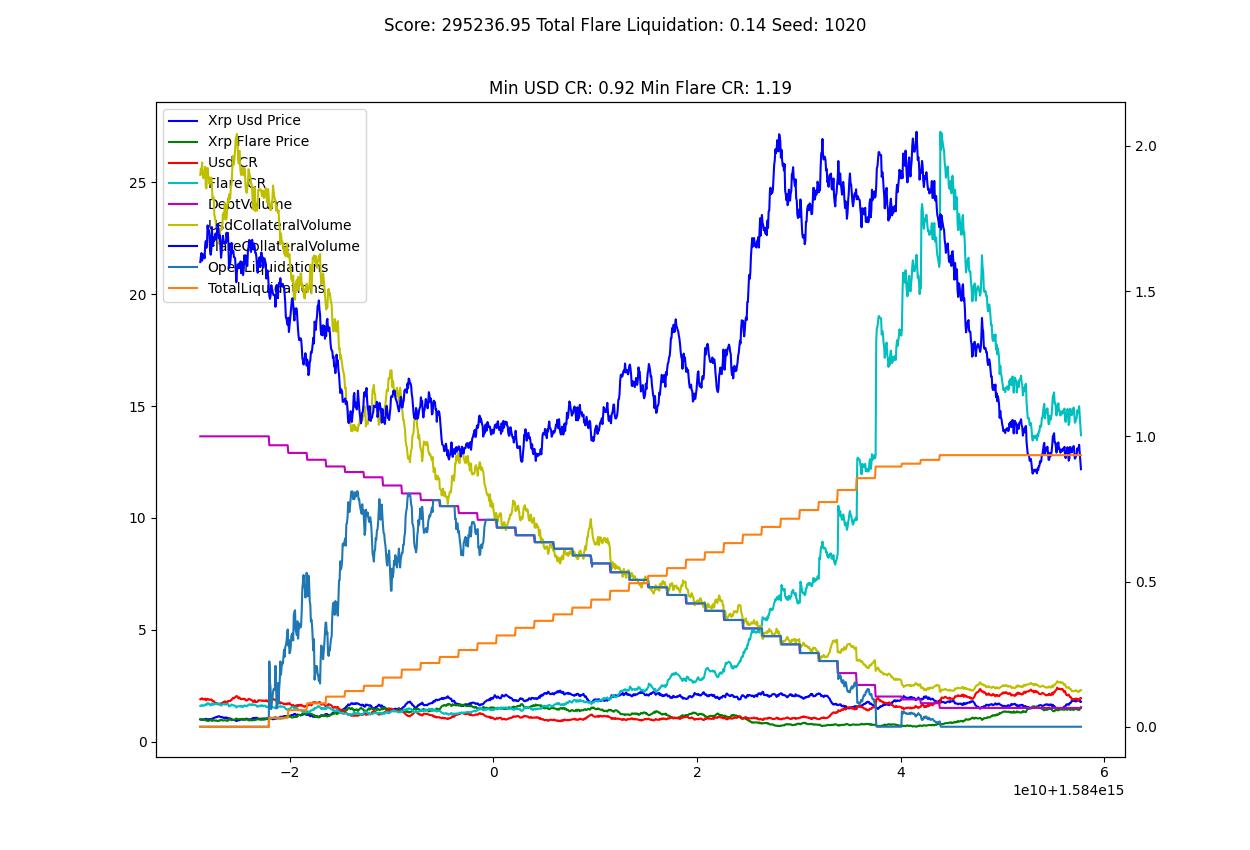 Score: 295236.95 Total Flare Liquidation: 0.14 Seed: 1020
Min USD CR: 0.92 Min Flare CR: 1.19
Xrp Usd Price
Xrp Flare Price
Usd CR
Flare CR
DebtVolume
UsdCollateralVolume
FlareCollateralVolume
OpenLiquidations
TotalLiquidations
25
20
15
10
5
0
2.0
1.5
1.0
0.5
0.0
−2 0 2 4 6
1e10+1.584e15